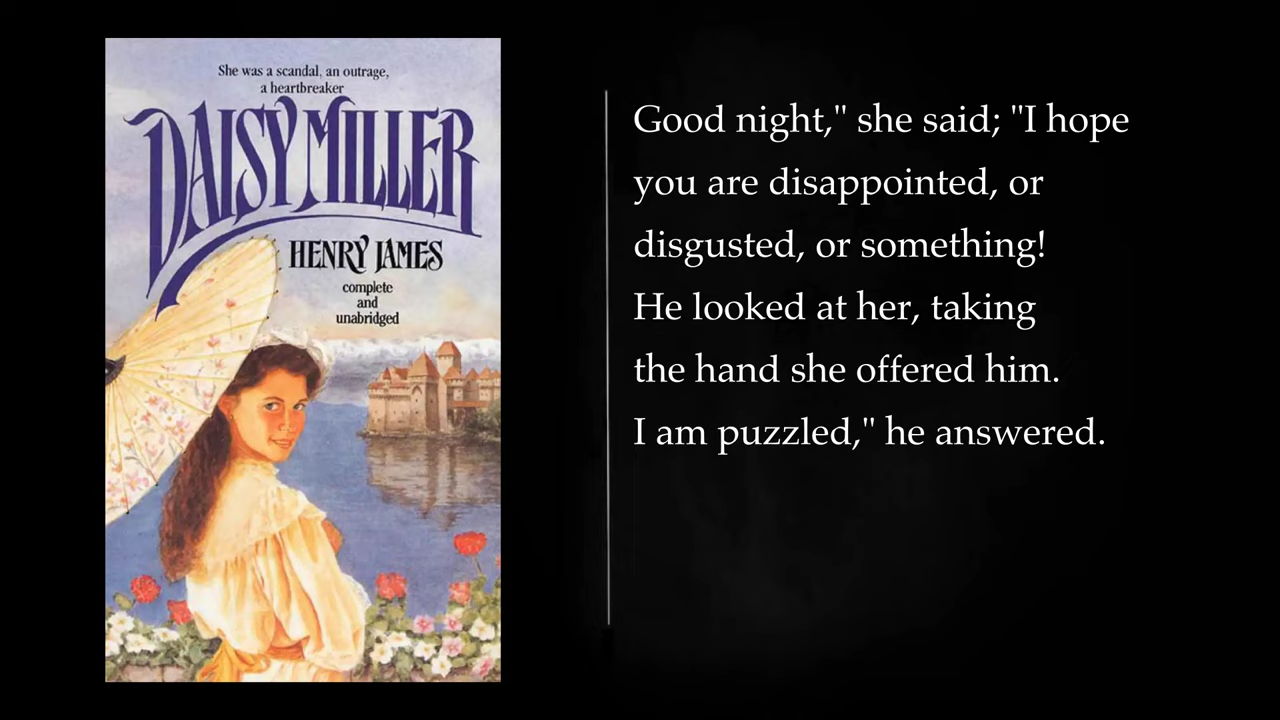 She was a scandal, an outrage,
a heartbreaker
DAISY MILLER
HENRY JAMES
complete
and
unabridged
Good night," she said; "I hope
you are disappointed, or
disgusted, or something!
He looked at her, taking
the hand she offered him.
I am puzzled," he answered.